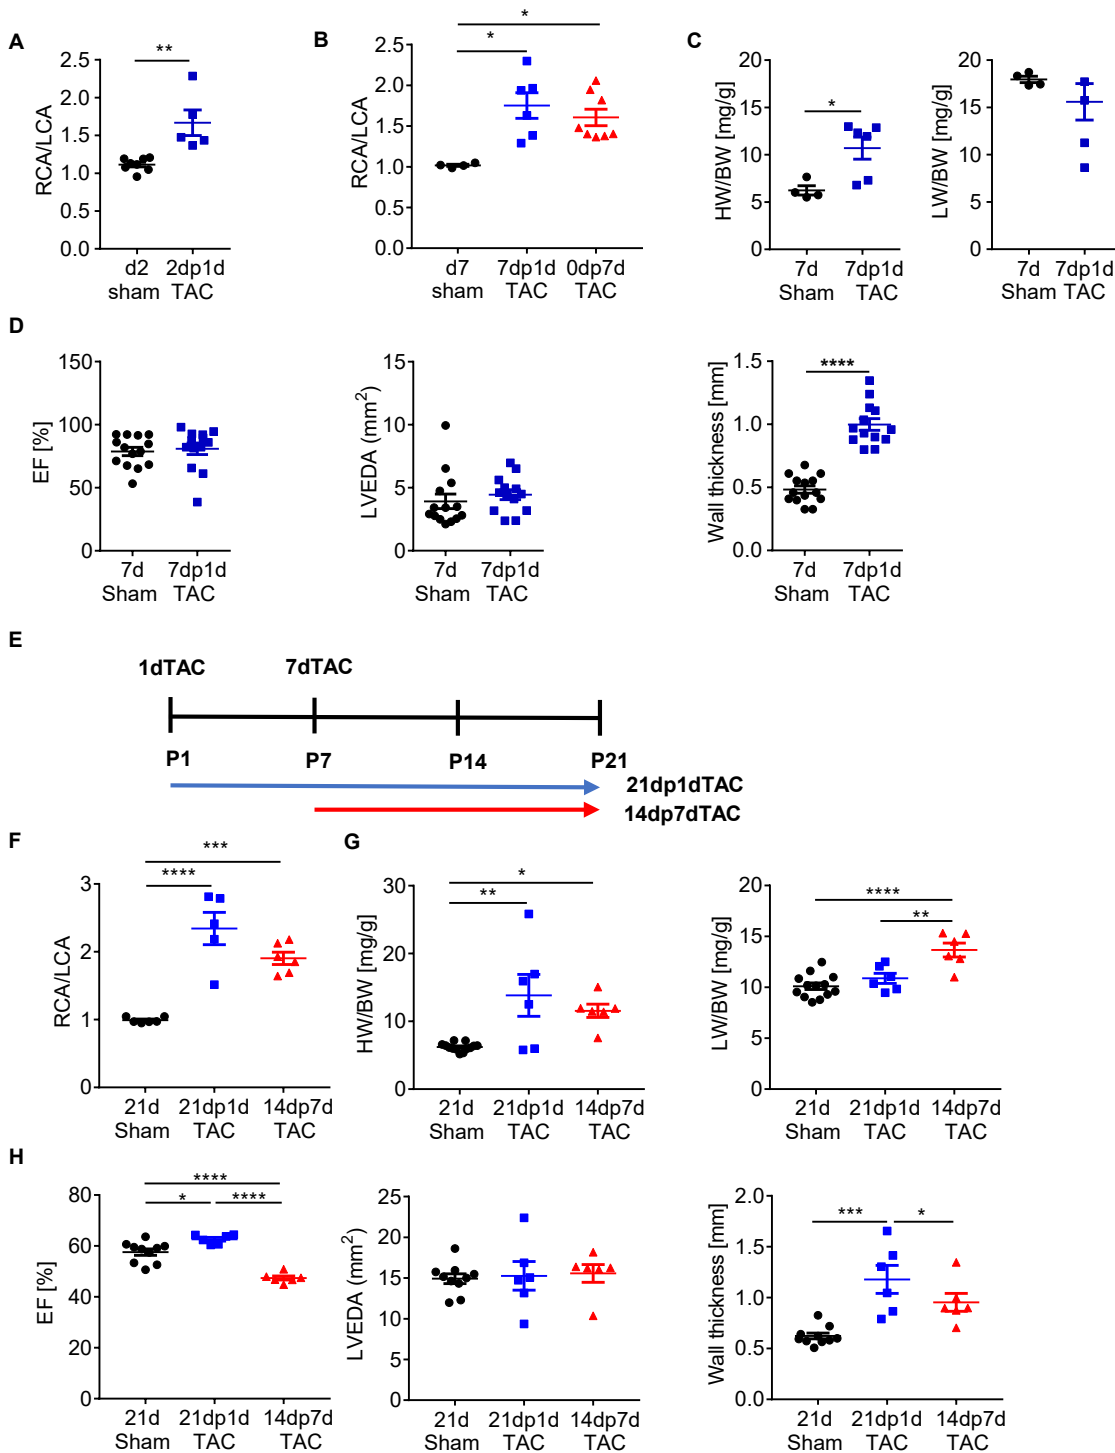 A
B
C
**
*
*
*
2.5
2.0
1.5
1.0
0.5
0.0
RCA/LCA
d2 2dp1d
sham TAC
2.5
2.0
1.5
1.0
0.5
0.0
RCA/LCA
d7 7dp1d 0dp7d
sham TAC TAC
20
15
10
5
0
HW/BW [mg/g]
7d 7dp1d
Sham TAC
20
15
10
5
0
LW/BW [mg/g]
7d 7dp1d
Sham TAC
D
150
100
50
0
EF [%]
7d 7dp1d
Sham TAC
15
10
5
0
LVEDA (mm²)
7d 7dp1d
Sham TAC
****
1.5
1.0
0.5
0.0
Wall thickness [mm]
7d 7dp1d
Sham TAC
E
1dTAC 7dTAC
P1 P7 P14 P21
21dp1dTAC
14dp7dTAC
F
***
****
3
2
1
0
RCA/LCA
21d 21dp1d 14dp7d
Sham TAC TAC
G
*
**
30
20
10
0
HW/BW [mg/g]
21d 21dp1d 14dp7d
Sham TAC TAC
****
**
20
15
10
5
0
LW/BW [mg/g]
21d 21dp1d 14dp7d
Sham TAC TAC
H
****
* ****
80
60
40
20
0
EF [%]
21d 21dp1d 14dp7d
Sham TAC TAC
25
20
15
10
5
0
LVEDA (mm²)
21d 21dp1d 14dp7d
Sham TAC TAC
*** *
2.0
1.5
1.0
0.5
0.0
Wall thickness [mm]
21d 21dp1d 14dp7d
Sham TAC TAC